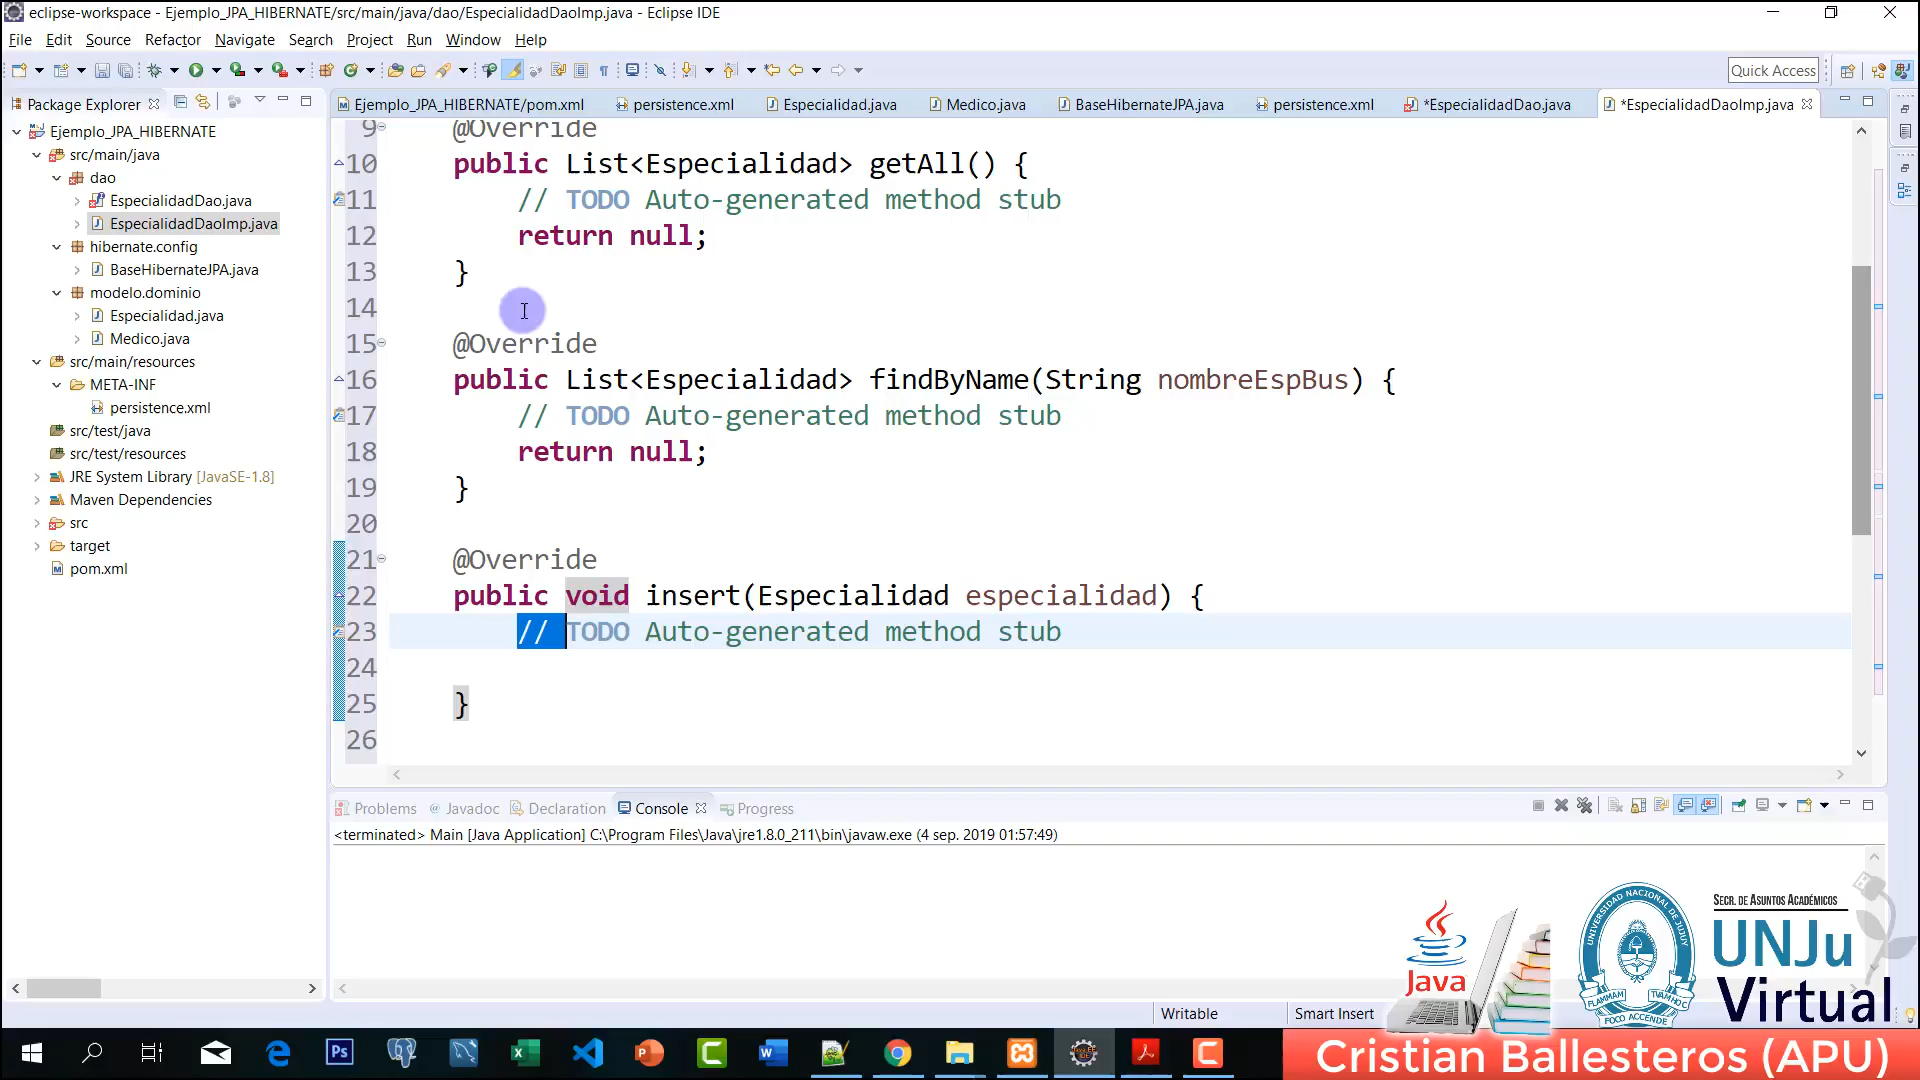 eclipse-workspace - Ejemplo_JPA_HIBERNATE/src/main/java/dao/EspecialidadDaoImp.java - Eclipse IDE
File Edit Source Refactor Navigate Search Project Run Window Help
Quick Access
Package Explorer
Ejemplo_JPA_HIBERNATE/pom.xml persistence.xml Especialidad.java Medico.java BaseHibernateJPA.java persistence.xml *EspecialidadDao.java *EspecialidadDaoImp.java
Ejemplo_JPA_HIBERNATE
src/main/java
dao
EspecialidadDao.java
EspecialidadDaoImp.java
hibernate.config
BaseHibernateJPA.java
modelo.dominio
Especialidad.java
Medico.java
src/main/resources
META-INF
persistence.xml
src/test/java
src/test/resources
JRE System Library [JavaSE-1.8]
Maven Dependencies
src
target
pom.xml
9 @Override
10 public List<Especialidad> getAll() {
11 // TODO Auto-generated method stub
12 return null;
13 }
14
15 @Override
16 public List<Especialidad> findByName(String nombreEspBus) {
17 // TODO Auto-generated method stub
18 return null;
19 }
20
21 @Override
22 public void insert(Especialidad especialidad) {
23 // TODO Auto-generated method stub
24
25 }
26
Problems @ Javadoc Declaration Console Progress
<terminated> Main [Java Application] C:\Program Files\Java\jre1.8.0_211\bin\javaw.exe (4 sep. 2019 01:57:49)
Writable Smart Insert
Java
UNIVERSIDAD NACIONAL DE JUJUY
FOCO ACCENDE
SECR. DE ASUNTOS ACADÉMICOS
UNJu
Virtual
Cristian Ballesteros (APU)